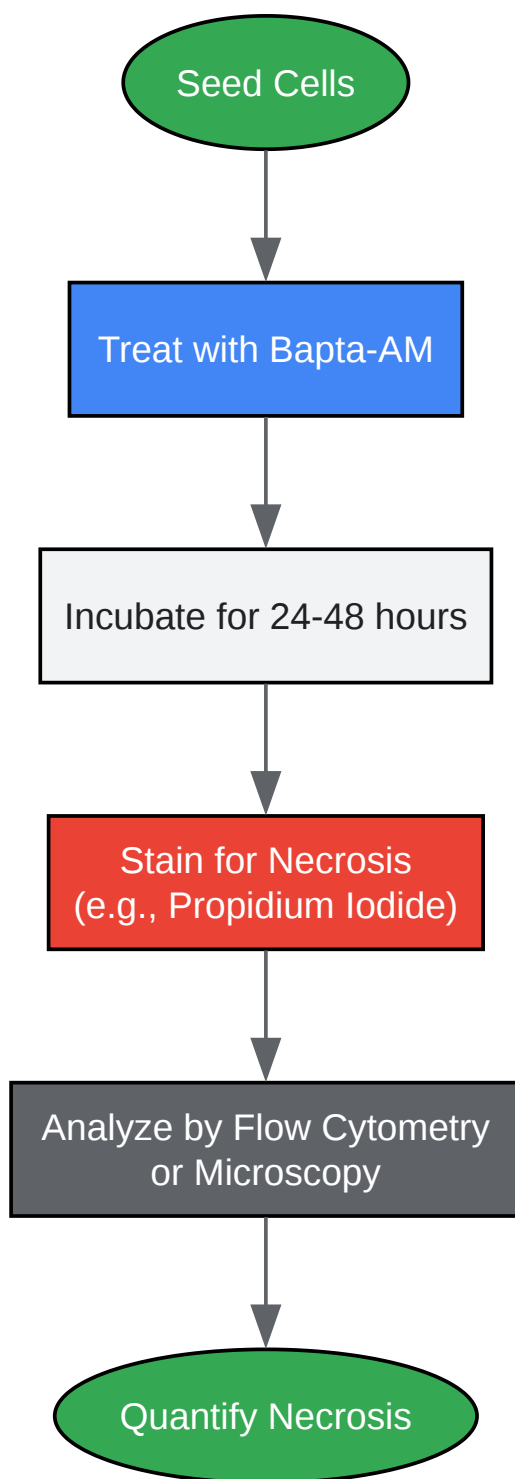 Seed Cells
Treat with Bapta-AM
Incubate for 24-48 hours
Stain for Necrosis
(e.g., Propidium Iodide)
Analyze by Flow Cytometry
or Microscopy
Quantify Necrosis